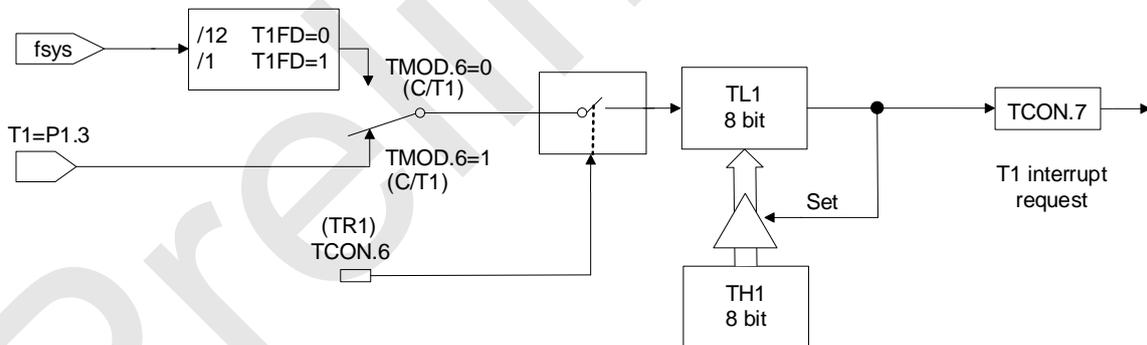 /12 T1FD=0
/1 T1FD=1
fsys
TMOD.6=0
(C/T1)
TL1
8 bit
TCON.7
T1=P1.3
TMOD.6=1
(C/T1)
T1 interrupt
request
Set
(TR1)
TCON.6
TH1
8 bit
Prelin